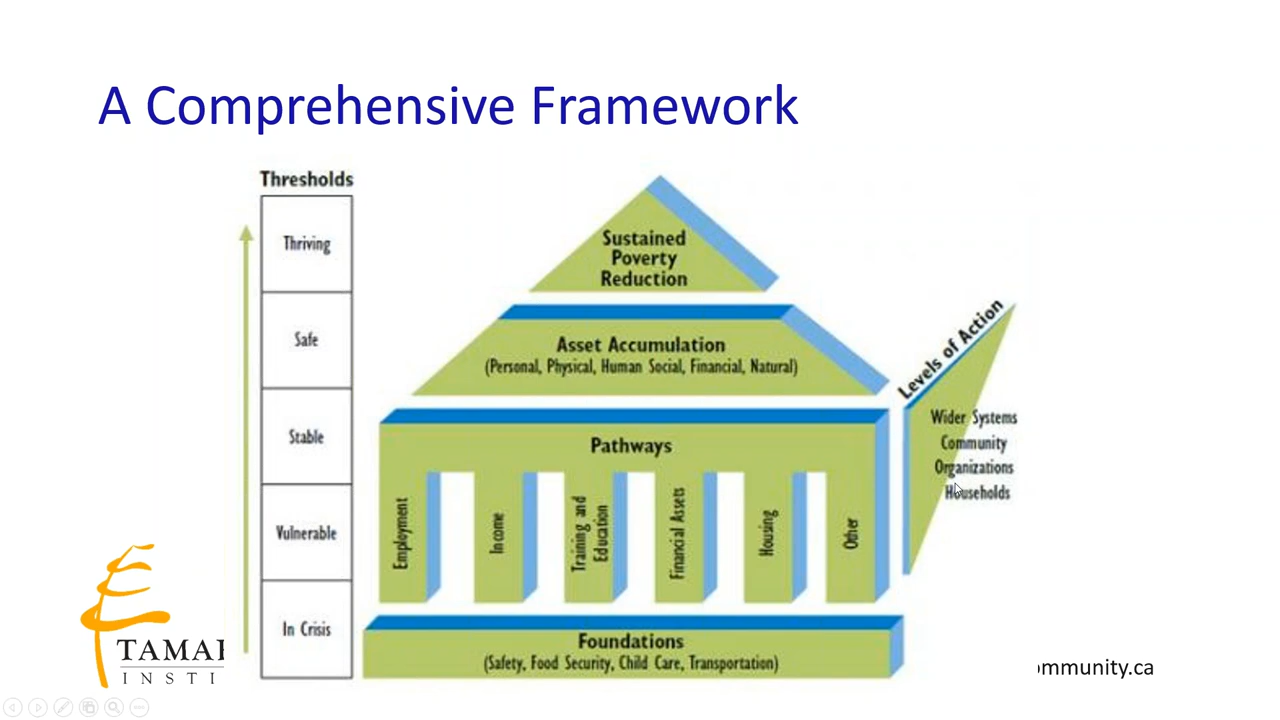 A Comprehensive Framework
Thresholds
Thriving
Safe
Stable
Vulnerable
In Crisis
Sustained
Poverty
Reduction
Asset Accumulation
(Personal, Physical, Human Social, Financial, Natural)
Pathways
Employment
Income
Training and
Education
Financial Assets
Housing
Other
Foundations
(Safety, Food Security, Child Care, Transportation)
Levels of Action
Wider Systems
Community
Organizations
Households
TAMA
INSTI
mmunity.ca